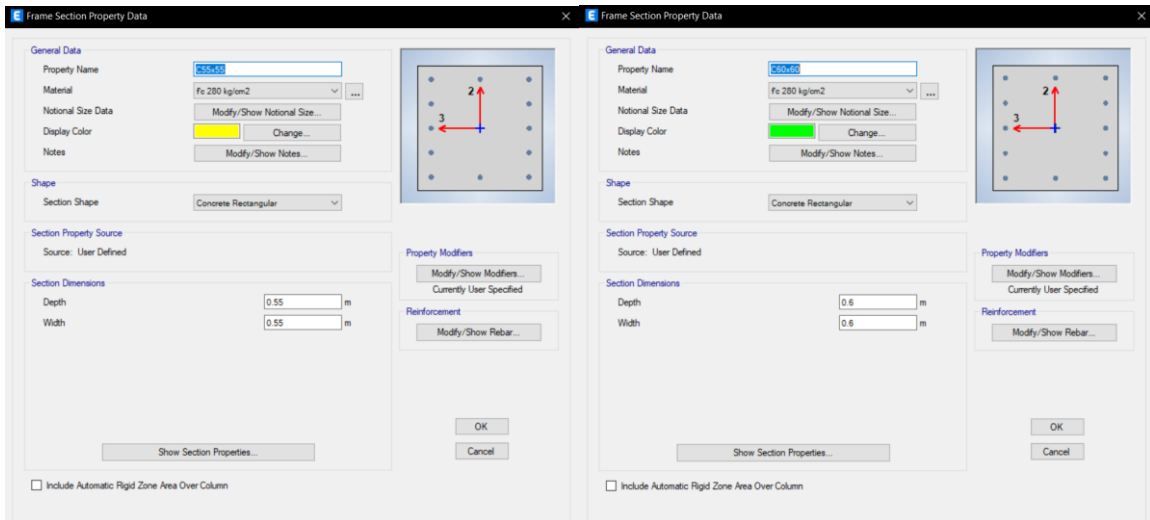 E Frame Section Property Data
General Data
Property Name C55x55
Material f'c 280 kg/cm2 ...
Notional Size Data Modify/Show Notional Size...
Display Color Change...
Notes Modify/Show Notes...
2
3
Shape
Section Shape Concrete Rectangular
Section Property Source
Source: User Defined
Property Modifiers
Modify/Show Modifiers...
Currently User Specified
Section Dimensions
Depth 0.55 m
Width 0.55 m
Reinforcement
Modify/Show Rebar...
OK
Show Section Properties...
Cancel
Include Automatic Rigid Zone Area Over Column
E Frame Section Property Data
General Data
Property Name C60x60
Material f'c 280 kg/cm2 ...
Notional Size Data Modify/Show Notional Size...
Display Color Change...
Notes Modify/Show Notes...
2
3
Shape
Section Shape Concrete Rectangular
Section Property Source
Source: User Defined
Property Modifiers
Modify/Show Modifiers...
Currently User Specified
Section Dimensions
Depth 0.6 m
Width 0.6 m
Reinforcement
Modify/Show Rebar...
OK
Show Section Properties...
Cancel
Include Automatic Rigid Zone Area Over Column